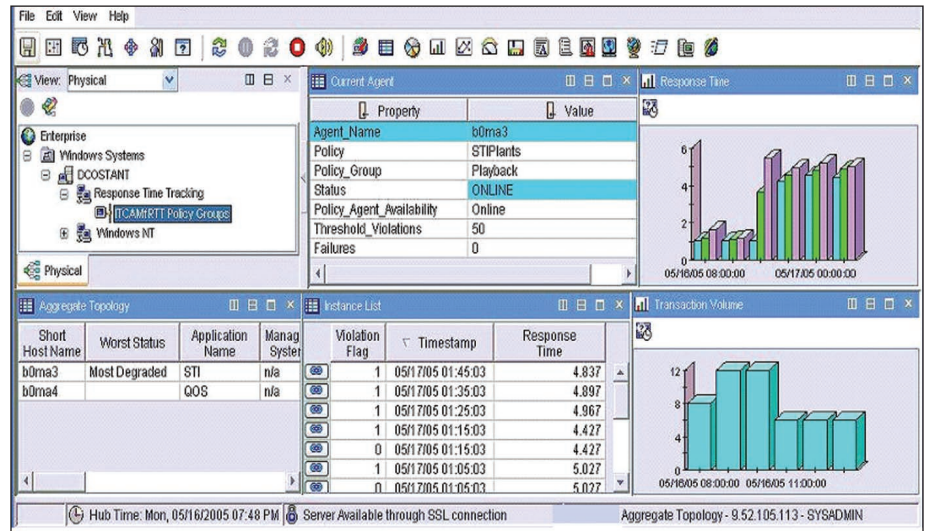 File Edit View Help
View: Physical
Enterprise
Windows Systems
DCOSTANT
Response Time Tracking
ITCAMfRTT Policy Groups
Windows NT
Physical
Current Agent
Property Value
Agent_Name b0ma3
Policy STIPlants
Policy_Group Playback
Status ONLINE
Policy_Agent_Availability Online
Threshold_Violations 50
Failures 0
Response Time
6
4
2
0
05/16/05 08:00:00 05/17/05 00:00:00
Aggregate Topology
Short Host Name Worst Status Application Name Manag Syster
b0ma3 Most Degraded STI n/a
b0ma4 QOS n/a
Instance List
Violation Flag Timestamp Response Time
1 05/17/05 01:45:03 4.837
1 05/17/05 01:35:03 4.897
1 05/17/05 01:25:03 4.967
1 05/17/05 01:15:03 4.427
0 05/17/05 01:15:03 4.427
1 05/17/05 01:05:03 5.027
0 05/17/05 01:05:03 5.027
Transaction Volume
12
8
4
0
05/16/05 08:00:00 05/16/05 11:00:00
Hub Time: Mon, 05/16/2005 07:48 PM Server Available through SSL connection Aggregate Topology - 9.52.105.113 - SYSADMIN